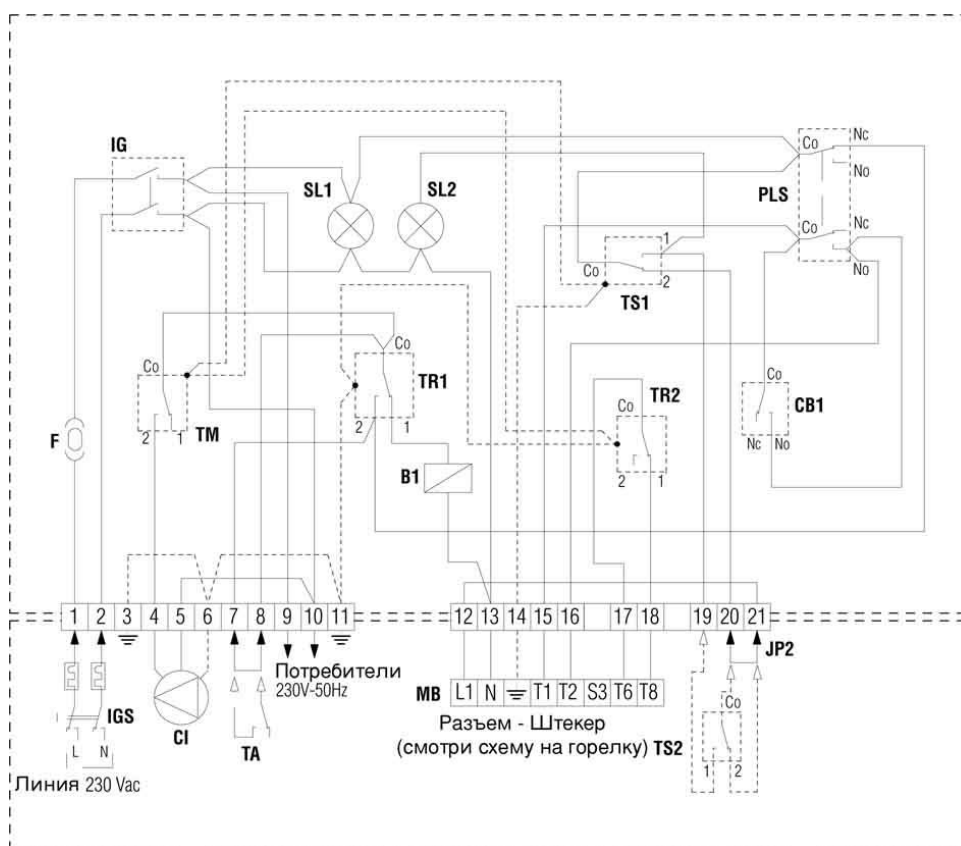 IG
SL1
SL2
Co
Nc
No
PLS
Co
Nc
No
1
Co
2
TS1
Co
Co
TR1
2
1
TM
2
1
F
B1
Co
TR2
2
1
Co
CB1
Nc
No
1 2 3 4 5 6 7 8 9 10 11
12 13 14 15 16 17 18 19 20 21
JP2
Потребители
230V-50Hz
MB
L1 N T1 T2 S3 T6 T8
I
IGS
L N
CI
TA
Разъем - Штекер
(смотри схему на горелку)
TS2
Co
1 2
Линия 230 Vac